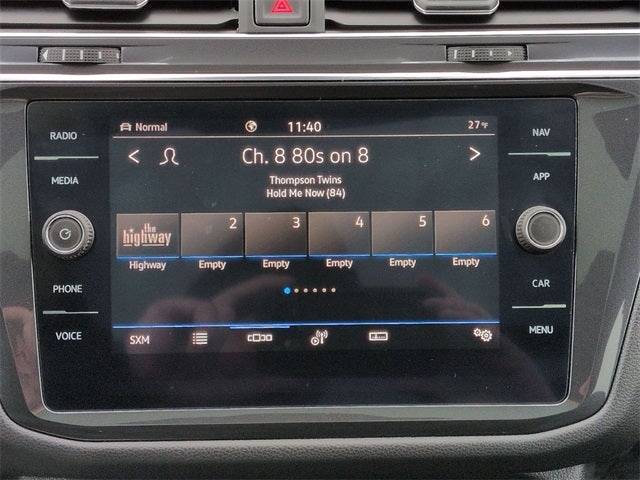 Normal 11:40 27°F
RADIO
NAV
< Ch. 8 80s on 8 >
MEDIA
APP
Thompson Twins
Hold Me Now (84)
the highway 2 3 4 5 6
Highway Empty Empty Empty Empty Empty
PHONE
CAR
VOICE
MENU
SXM